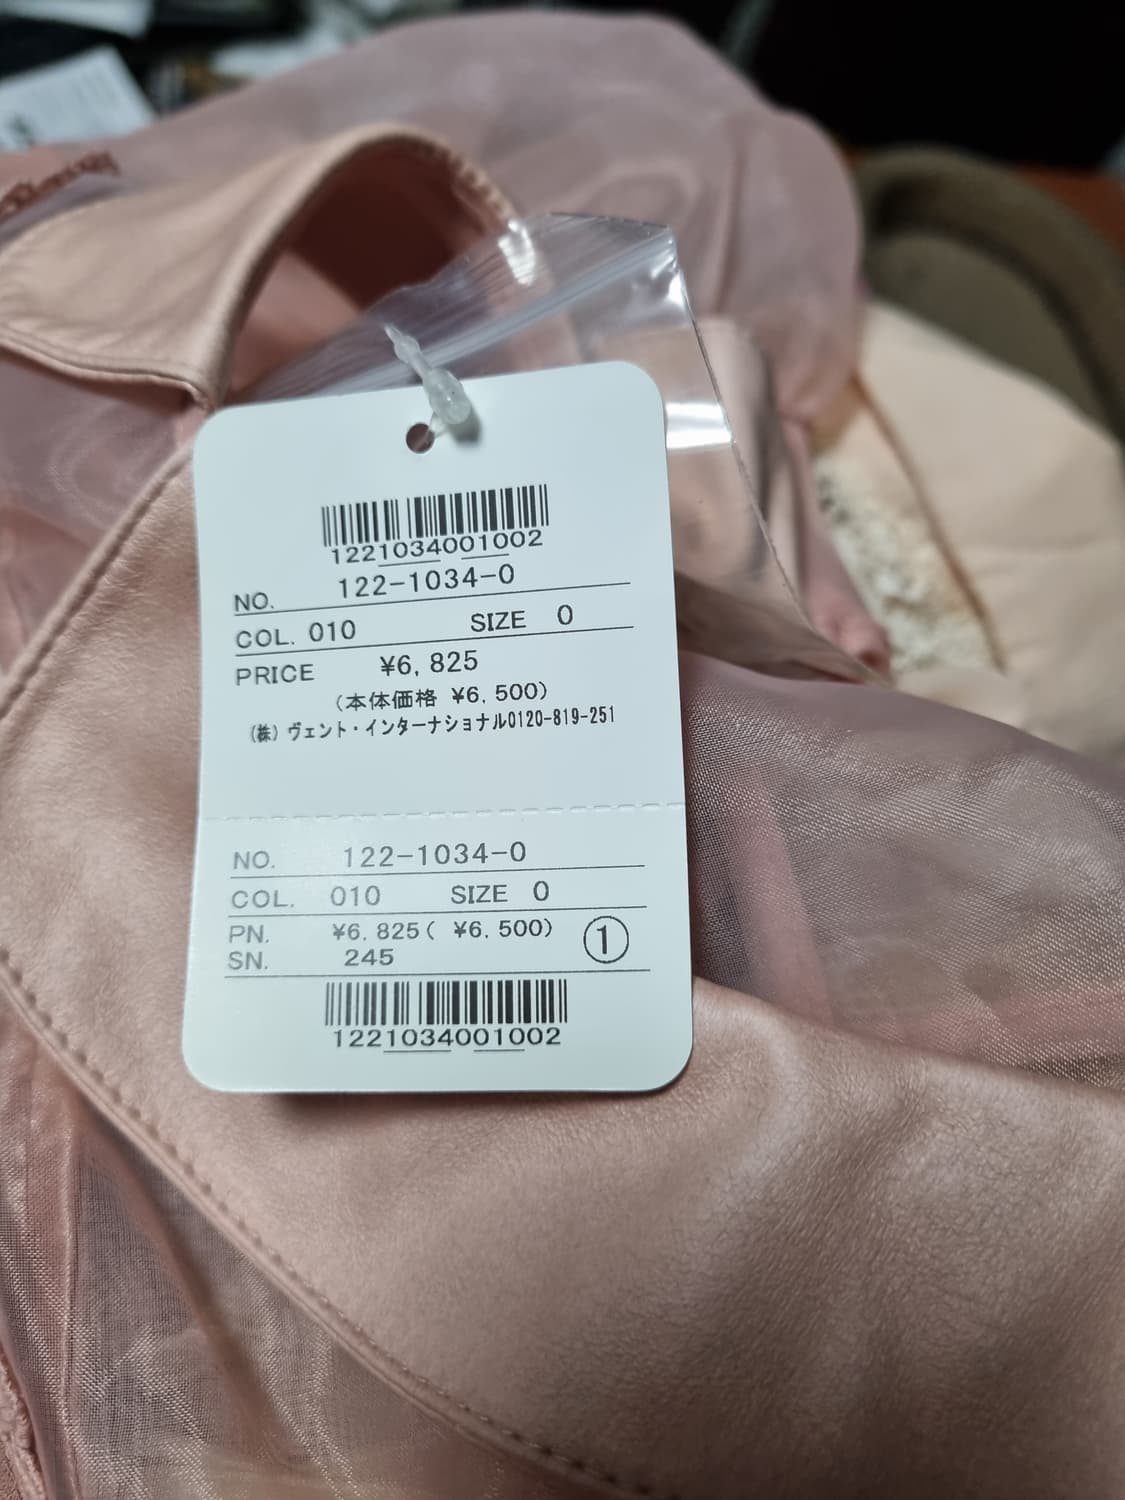 1221034001002
NO. 122-1034-0
COL. 010 SIZE 0
PRICE ¥6,825
(本体価格 ¥6,500)
(株)ヴェント・インターナショナル0120-819-251
NO. 122-1034-0
COL. 010 SIZE 0
PN. ¥6,825( ¥6,500)
SN. 245 ①
1221034001002